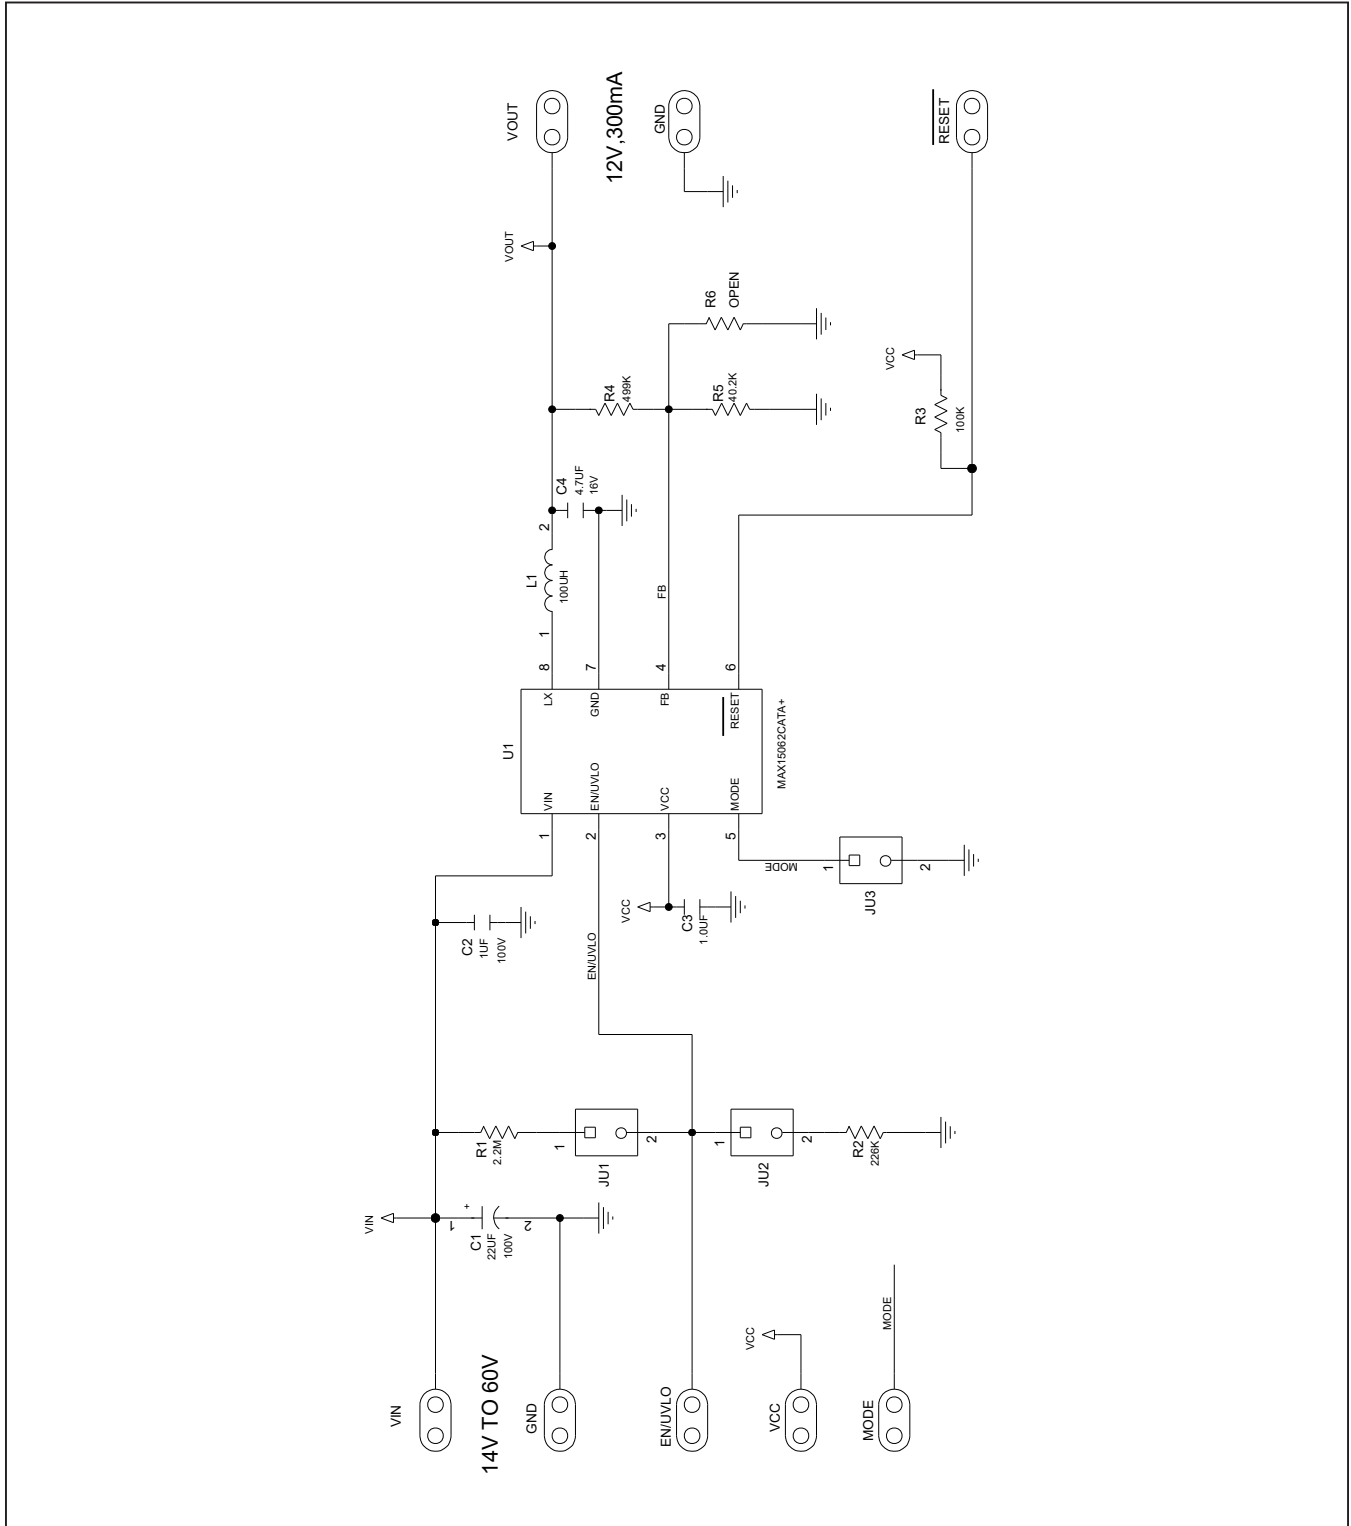 VIN
14V TO 60V
GND
EN/UVLO
VCC
MODE
VIN
1
+
C1
22UF
100V
2
VCC
MODE
R1
2.2M
1
JU1
2
1
JU2
2
R2
226K
EN/UVLO
C2
1UF
100V
VCC
C3
1.0UF
MODE
1
JU3
2
1
2
3
5
U1
VIN
EN/UVLO
VCC
MODE
LX
GND
FB
RESET
MAX15062CATA+
8
7
4
6
1
L1
100UH
2
FB
C4
4.7UF
16V
R4
499K
R5
40.2K
R6
OPEN
R3
100K
VCC
VOUT
VOUT
12V,300mA
GND
RESET